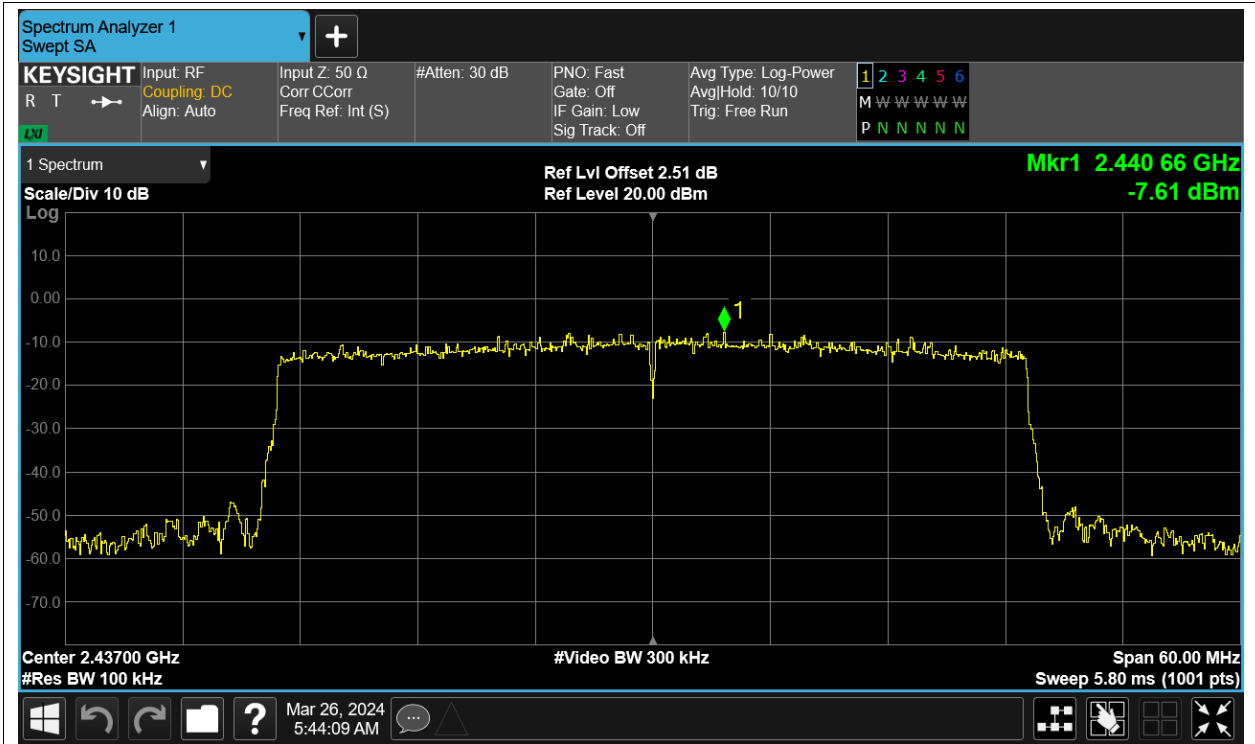 Spectrum Analyzer 1
Swept SA
KEYSIGHT
R T
LXI
Input: RF
Coupling: DC
Align: Auto
Input Z: 50 Ω
Corr CCorr
Freq Ref: Int (S)
#Atten: 30 dB
PNO: Fast
Gate: Off
IF Gain: Low
Sig Track: Off
Avg Type: Log-Power
Avg|Hold: 10/10
Trig: Free Run
1 2 3 4 5 6
M W W W W W
P N N N N N
1 Spectrum
Scale/Div 10 dB
Log
Ref Lvl Offset 2.51 dB
Ref Level 20.00 dBm
Mkr1 2.440 66 GHz
-7.61 dBm
10.0
0.00
1
-10.0
-20.0
-30.0
-40.0
-50.0
-60.0
-70.0
Center 2.43700 GHz
#Video BW 300 kHz
Span 60.00 MHz
#Res BW 100 kHz
Sweep 5.80 ms (1001 pts)
?
Mar 26, 2024
5:44:09 AM